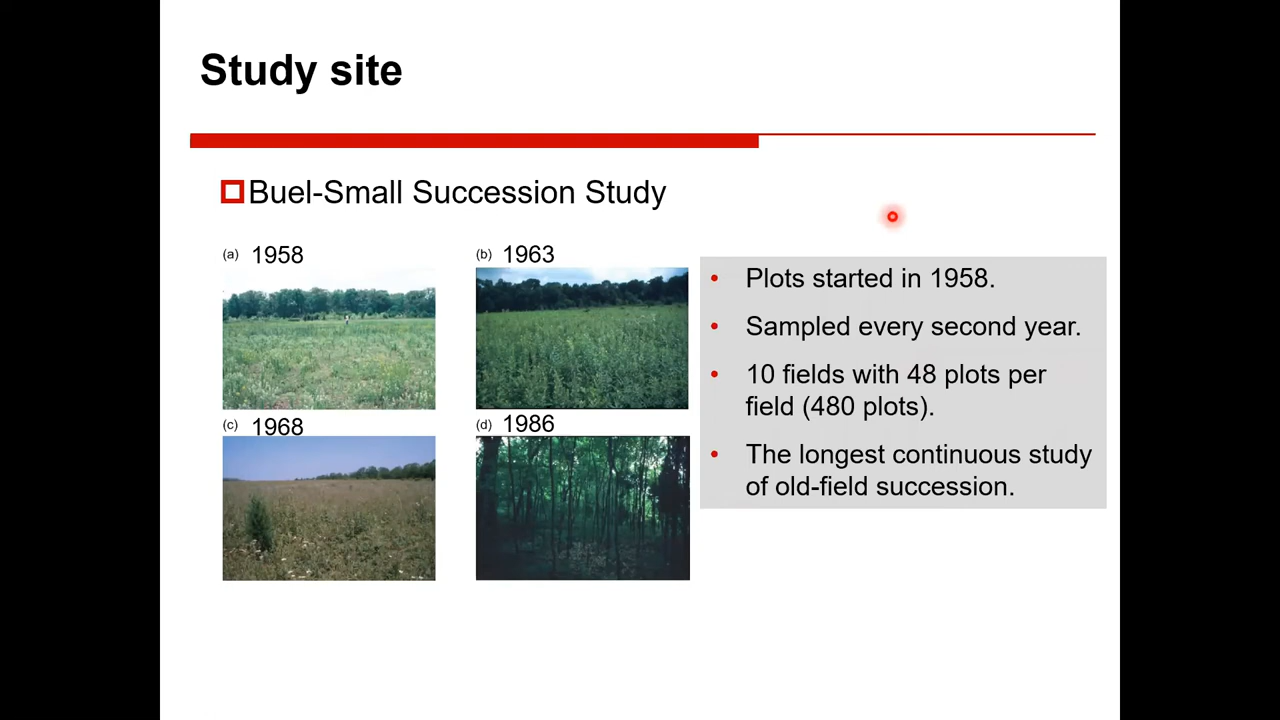 Study site
Buel-Small Succession Study
(a) 1958
(b) 1963
(c) 1968
(d) 1986
• Plots started in 1958.
• Sampled every second year.
• 10 fields with 48 plots per
field (480 plots).
• The longest continuous study
of old-field succession.